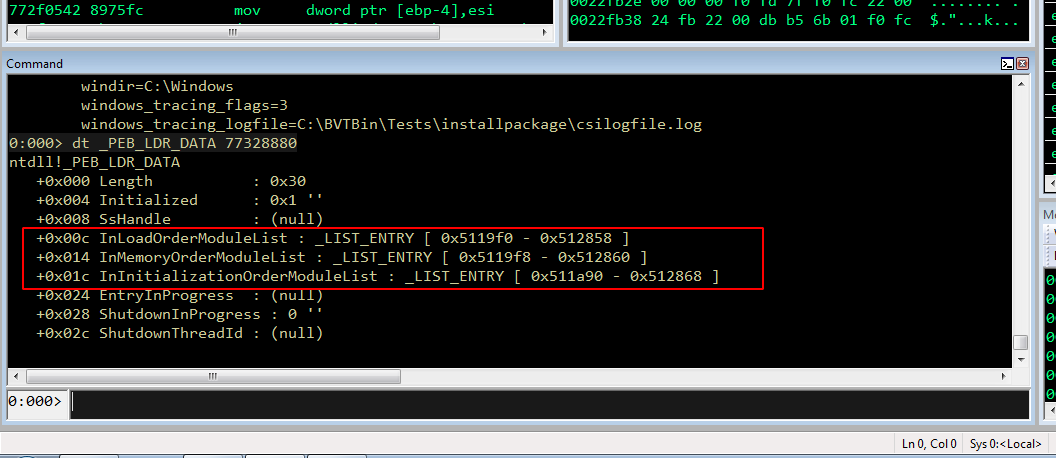 772f0542 8975fc mov dword ptr [ebp-4],esi
0022fb38 24 fb 22 00 db b5 6b 01 f0 fc $."...k...
Command
windir=C:\Windows
windows_tracing_flags=3
windows_tracing_logfile=C:\BVTBin\Tests\installpackage\csilogfile.log
0:000> dt _PEB_LDR_DATA 77328880
ntdll!_PEB_LDR_DATA
+0x000 Length : 0x30
+0x004 Initialized : 0x1 ''
+0x008 SsHandle : (null)
+0x00c InLoadOrderModuleList : _LIST_ENTRY [ 0x5119f0 - 0x512858 ]
+0x014 InMemoryOrderModuleList : _LIST_ENTRY [ 0x5119f8 - 0x512860 ]
+0x01c InInitializationOrderModuleList : _LIST_ENTRY [ 0x511a90 - 0x512868 ]
+0x024 EntryInProgress : (null)
+0x028 ShutdownInProgress : 0 ''
+0x02c ShutdownThreadId : (null)
0:000>
Ln 0, Col 0 Sys 0:<Local>